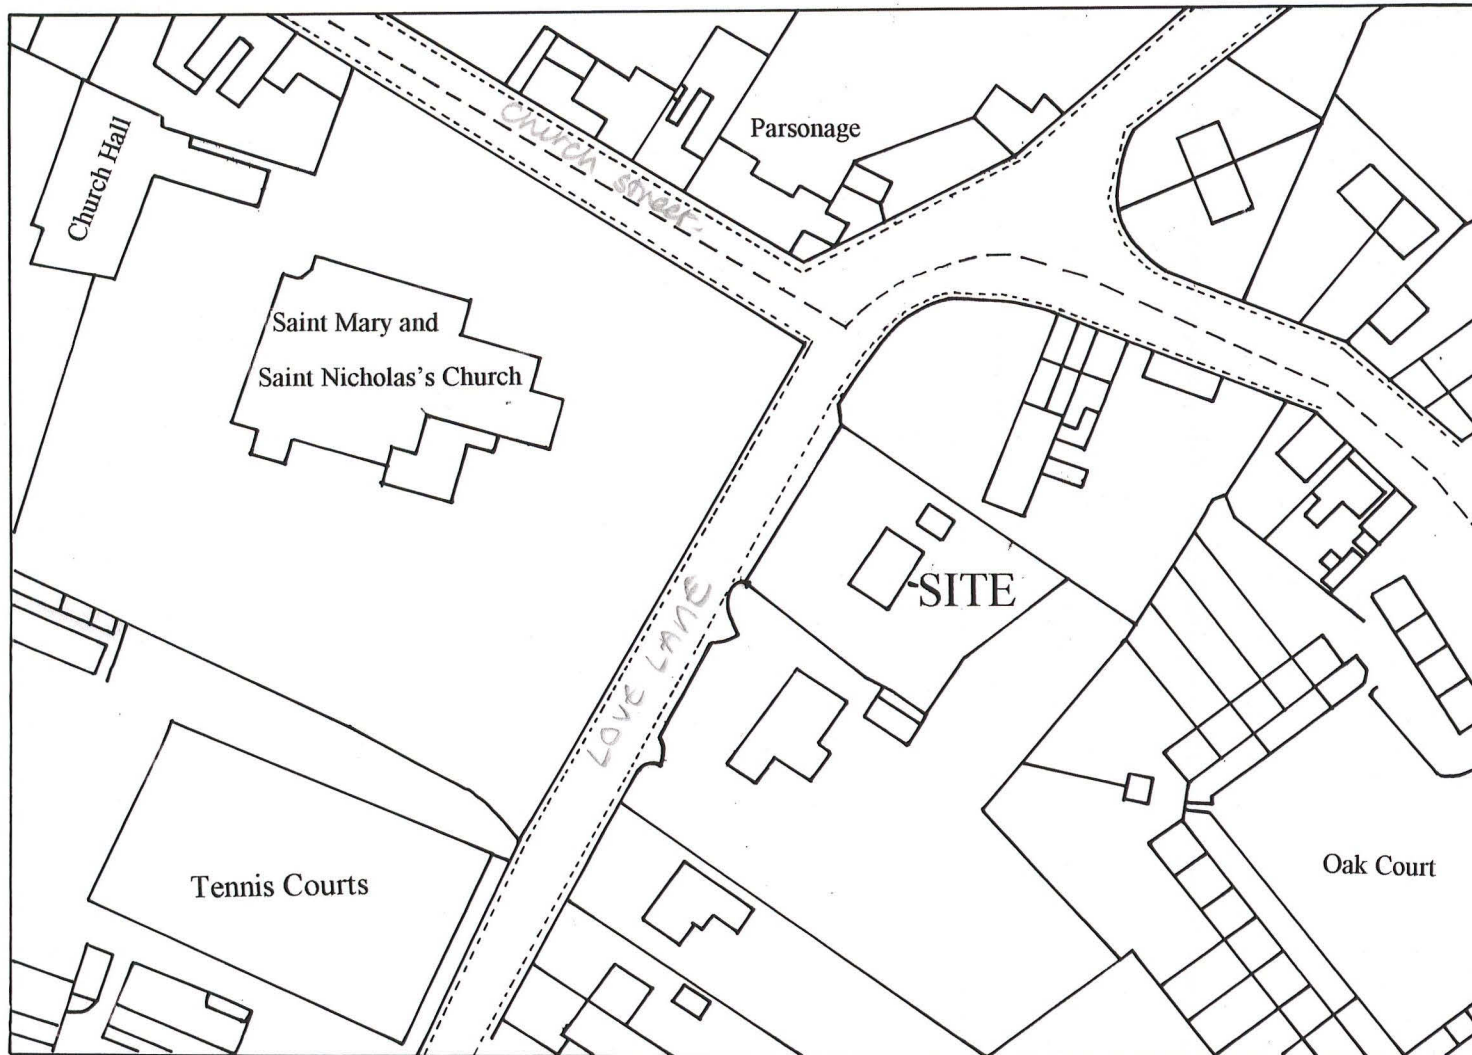 Church street.
Parsonage
Church Hall
Saint Mary and
Saint Nicholas's Church
SITE
LOVE LANE
Tennis Courts
Oak Court